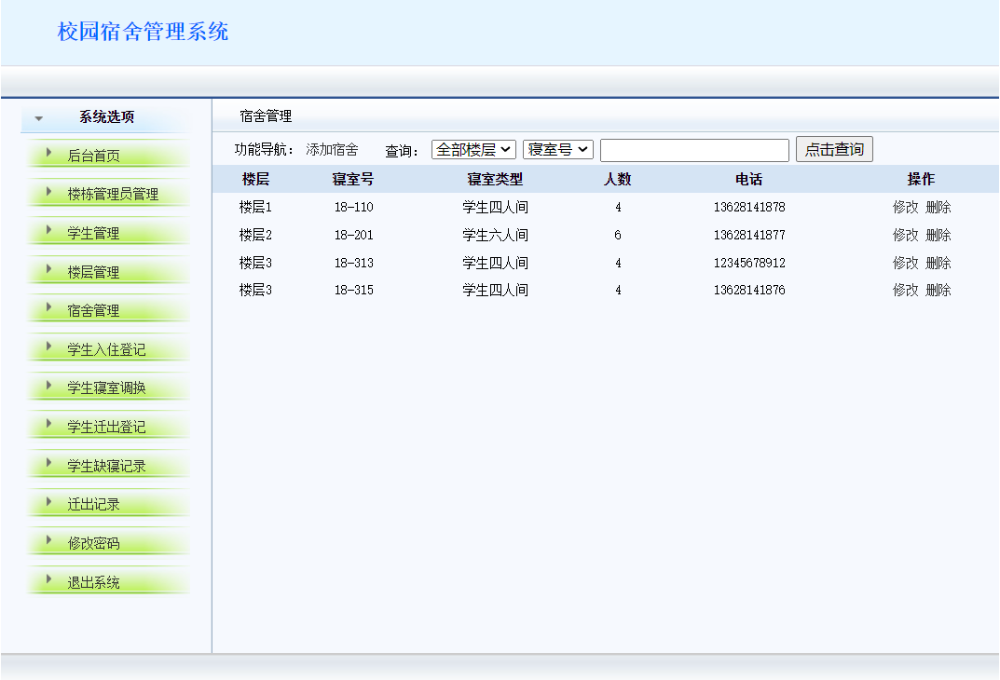 校园宿舍管理系统
系统选项
后台首页
楼栋管理员管理
学生管理
楼层管理
宿舍管理
学生入住登记
学生寝室调换
学生迁出登记
学生缺寝记录
迁出记录
修改密码
退出系统
宿舍管理
功能导航： 添加宿舍 查询： 全部楼层 寝室号 点击查询
楼层 寝室号 寝室类型 人数 电话 操作
楼层1 18-110 学生四人间 4 13628141878 修改 删除
楼层2 18-201 学生六人间 6 13628141877 修改 删除
楼层3 18-313 学生四人间 4 12345678912 修改 删除
楼层3 18-315 学生四人间 4 13628141876 修改 删除